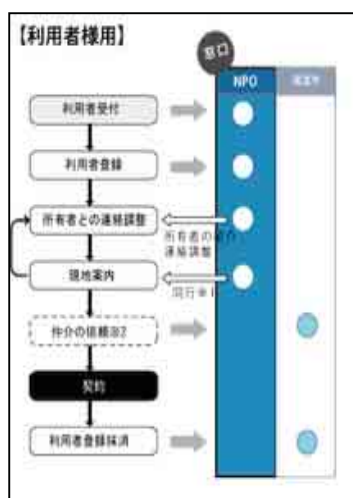 【利用者様用】
窓口
NPO
利用者受付
利用者登録
所有者との連絡調整
所有者の紹介
連絡調整
現地案内
同行※1
仲介の依頼※2
契約
利用者登録抹消